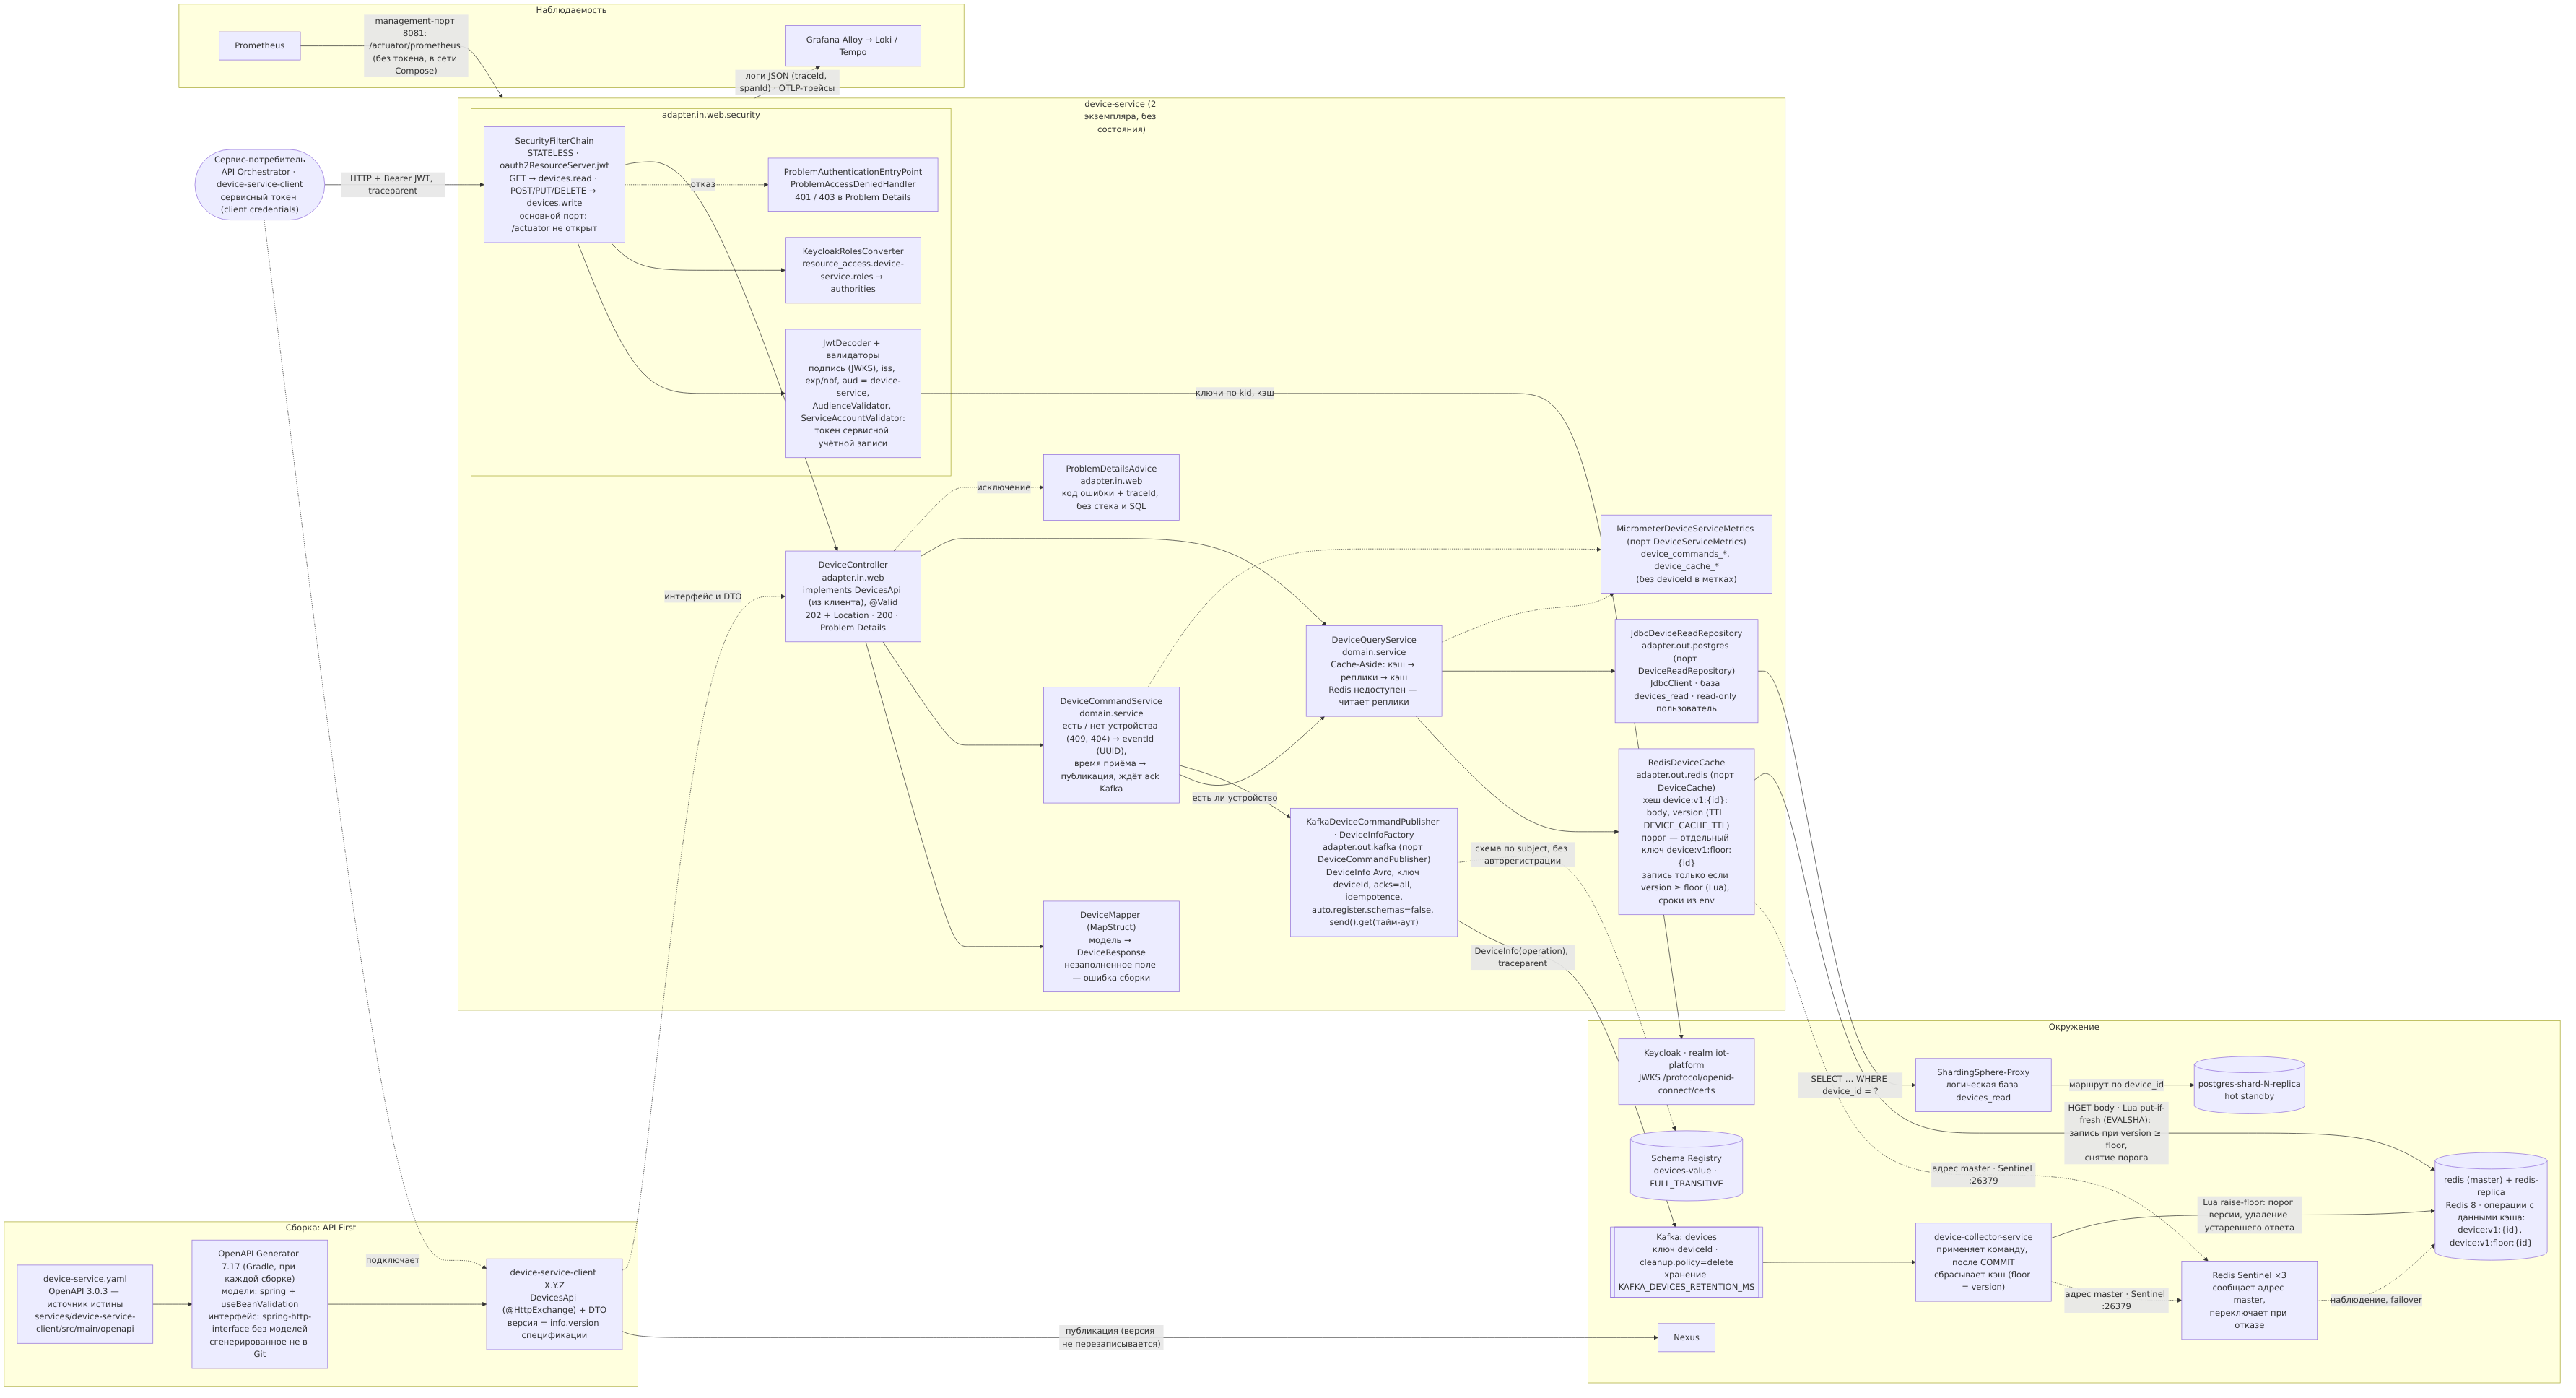 Наблюдаемость
Prometheus
management-порт
8081:
/actuator/prometheus
(без токена, в сети
Compose)
Grafana Alloy → Loki /
Tempo
логи JSON (traceId,
spanId) · OTLP-трейсы
device-service (2
экземпляра, без
состояния)
adapter.in.web.security
Сервис-потребитель
API Orchestrator ·
device-service-client
сервисный токен
(client credentials)
HTTP + Bearer JWT,
traceparent
SecurityFilterChain
STATELESS ·
oauth2ResourceServer.jwt
GET → devices.read ·
POST/PUT/DELETE →
devices.write
основной порт:
/actuator не открыт
отказ
ProblemAuthenticationEntryPoint
ProblemAccessDeniedHandler
401 / 403 в Problem Details
KeycloakRolesConverter
resource_access.device-
service.roles →
authorities
JwtDecoder +
валидаторы
подпись (JWKS), iss,
exp/nbf, aud = device-
service,
AudienceValidator,
ServiceAccountValidator:
токен сервисной
учётной записи
ключи по kid, кэш
ProblemDetailsAdvice
adapter.in.web
код ошибки + traceId,
без стека и SQL
исключение
MicrometerDeviceServiceMetrics
(порт DeviceServiceMetrics)
device_commands_*,
device_cache_*
(без deviceId в метках)
интерфейс и DTO
DeviceController
adapter.in.web
implements DevicesApi
(из клиента), @Valid
202 + Location · 200 ·
Problem Details
DeviceQueryService
domain.service
Cache-Aside: кэш →
реплики → кэш
Redis недоступен —
читает реплики
JdbcDeviceReadRepository
adapter.out.postgres
(порт
DeviceReadRepository)
JdbcClient · база
devices_read · read-only
пользователь
DeviceCommandService
domain.service
есть / нет устройства
(409, 404) → eventId
(UUID),
время приёма →
публикация, ждёт ack
Kafka
есть ли устройство
RedisDeviceCache
adapter.out.redis (порт
DeviceCache)
хеш device:v1:{id}:
body, version (TTL
DEVICE_CACHE_TTL)
порог — отдельный
ключ device:v1:floor:
{id}
запись только если
version ≥ floor (Lua),
сроки из env
KafkaDeviceCommandPublisher
· DeviceInfoFactory
adapter.out.kafka (порт
DeviceCommandPublisher)
DeviceInfo Avro, ключ
deviceId, acks=all,
idempotence,
auto.register.schemas=false,
send().get(тайм-аут)
схема по subject, без
авторегистрации
DeviceInfo(operation),
traceparent
DeviceMapper
(MapStruct)
модель →
DeviceResponse
незаполненное поле
— ошибка сборки
Окружение
Keycloak · realm iot-
platform
JWKS /protocol/openid-
connect/certs
SELECT … WHERE
device_id = ?
ShardingSphere-Proxy
логическая база
devices_read
маршрут по device_id
postgres-shard-N-replica
hot standby
HGET body · Lua put-if-
fresh (EVALSHA):
запись при version ≥
floor,
снятие порога
Schema Registry
devices-value ·
FULL_TRANSITIVE
адрес master · Sentinel
:26379
redis (master) + redis-
replica
Redis 8 · операции с
данными кэша:
device:v1:{id},
device:v1:floor:{id}
Lua raise-floor: порог
версии, удаление
устаревшего ответа
Kafka: devices
ключ deviceId ·
cleanup.policy=delete
хранение
KAFKA_DEVICES_RETENTION_MS
device-collector-service
применяет команду,
после COMMIT
сбрасывает кэш (floor
= version)
адрес master · Sentinel
:26379
Redis Sentinel ×3
сообщает адрес
master,
переключает при
отказе
наблюдение, failover
Nexus
Сборка: API First
подключает
device-service.yaml
OpenAPI 3.0.3 —
источник истины
services/device-service-
client/src/main/openapi
OpenAPI Generator
7.17 (Gradle, при
каждой сборке)
модели: spring +
useBeanValidation
интерфейс: spring-http-
interface без моделей
сгенерированное не в
Git
device-service-client
X.Y.Z
DevicesApi
(@HttpExchange) + DTO
версия = info.version
спецификации
публикация (версия
не перезаписывается)